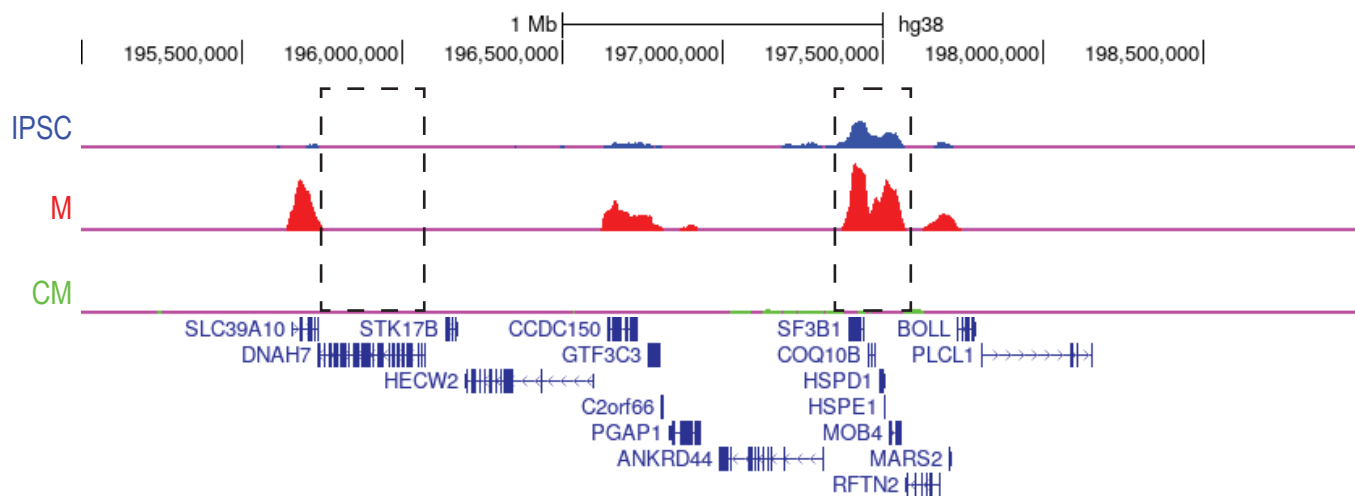 1 Mb hg38
195,500,000 196,000,000 196,500,000 197,000,000 197,500,000 198,000,000 198,500,000
IPSC
M
CM
SLC39A10 STK17B CCDC150 SF3B1 BOLL
DNAH7 GTF3C3 COQ10B PLCL1
HECW2 HSPD1
C2orf66 HSPE1
PGAP1 MOB4
ANKRD44 MARS2
RFTN2